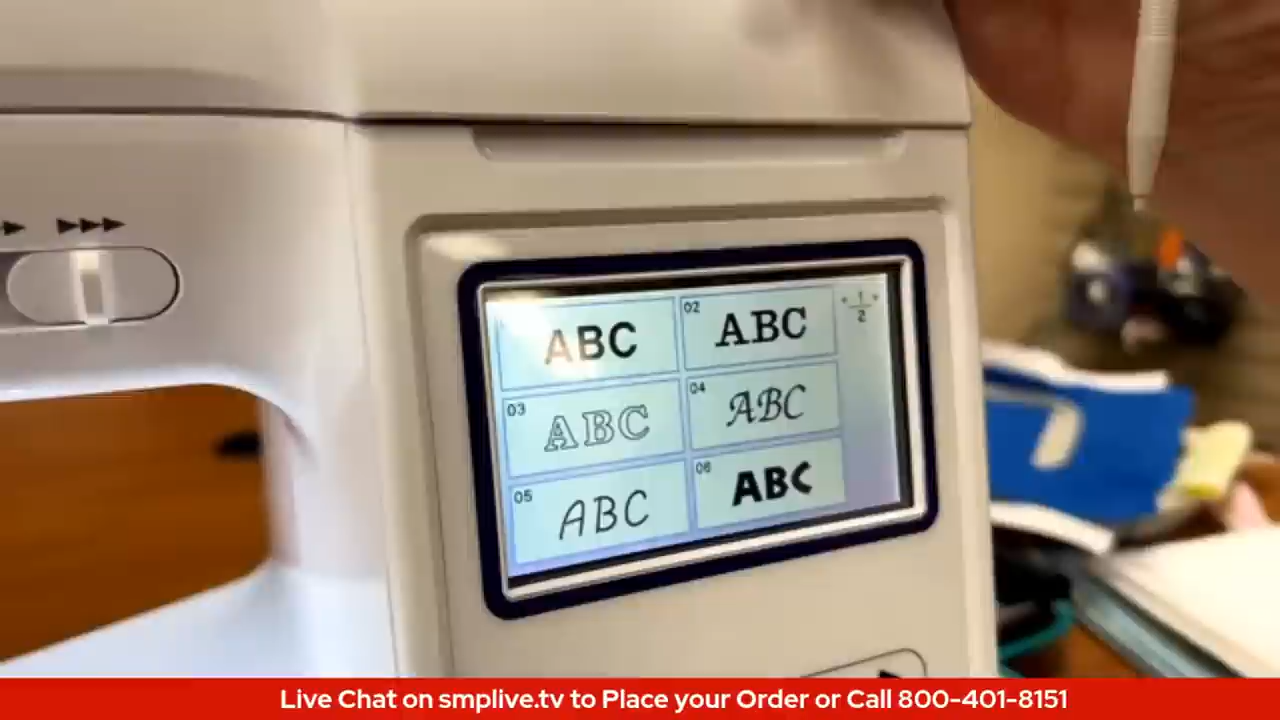 ABC
02 ABC
1
2
03 ABC
04 ABC
05 ABC
06 ABC
Live Chat on smplive.tv to Place your Order or Call 800-401-8151